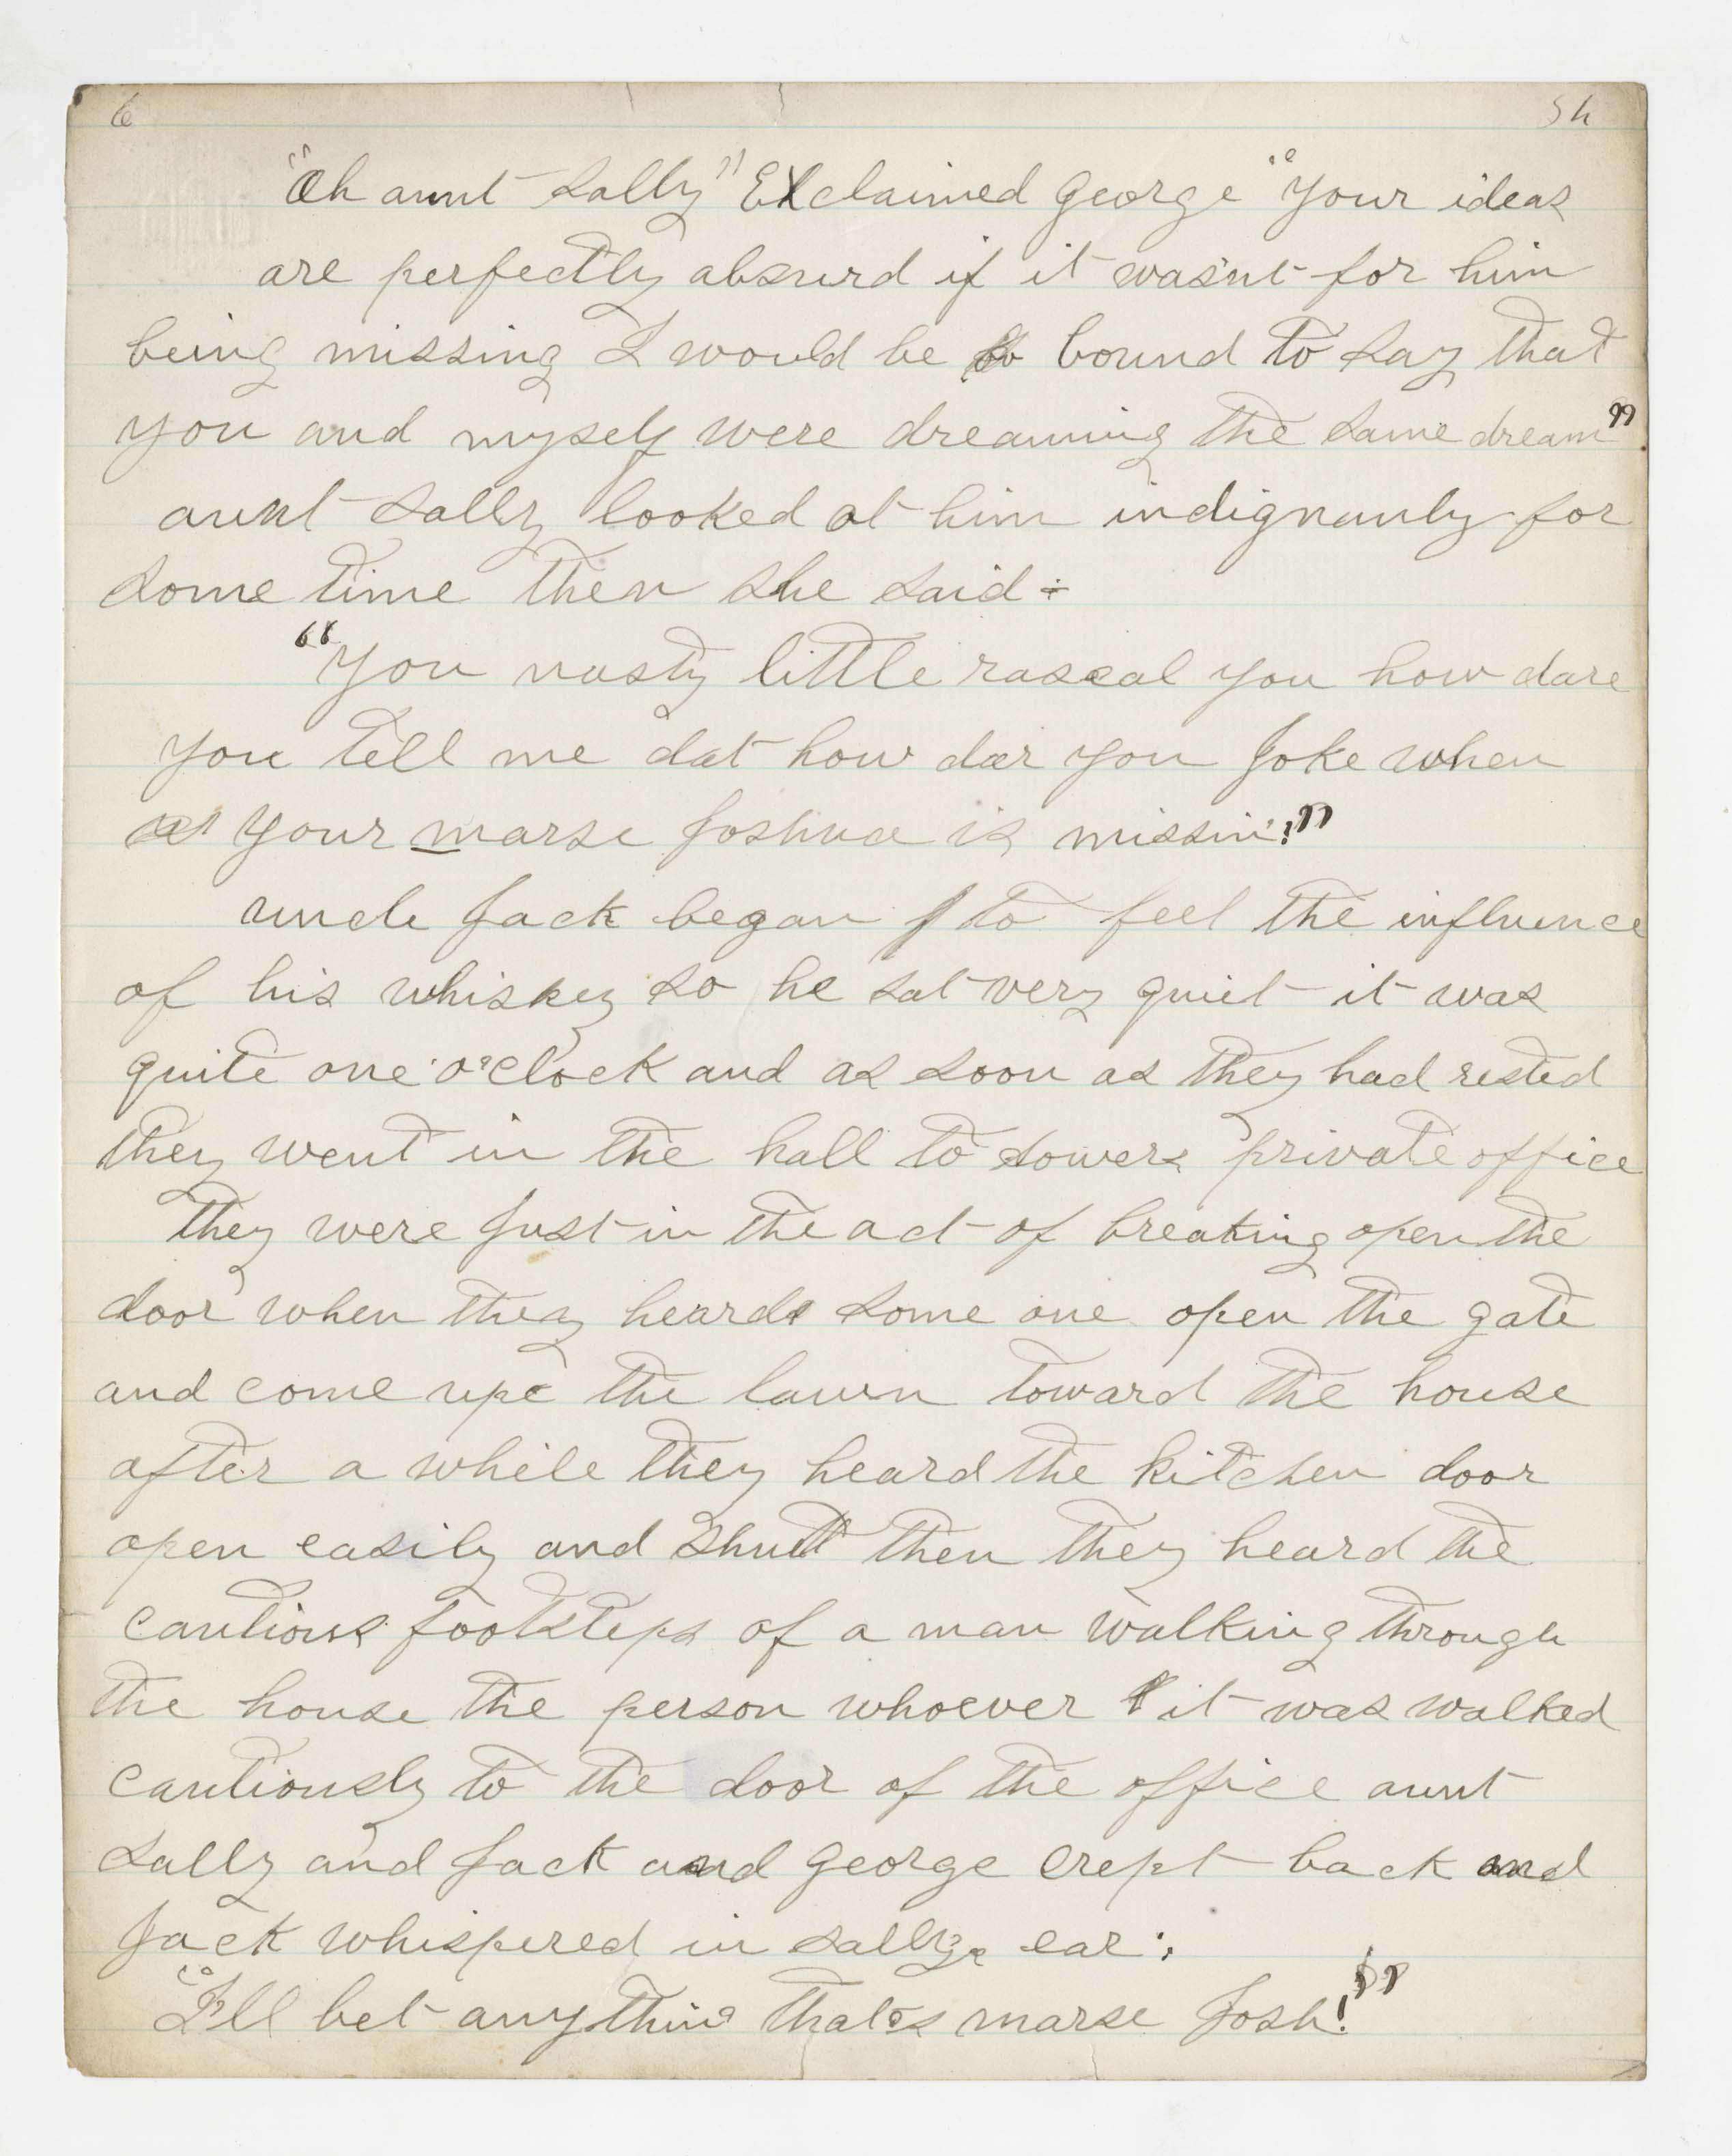 6 54
"Oh aunt Sally" Exclaimed George "Your ideas
are perfectly absurd if it wasn't for him
being missing I would be so bound to say that
you and myself were dreaming the same dream"
aunt Sally looked at him indignanly for
some time then she said ÷
"You nasty little rascal you how dare
you tell me dat how dar you Joke when
your marse Joshua is missin'!"
uncle Jack began to feel the influence
of his whiskey so he sat very quiet it was
quite one o'clock and as soon as they had rested
they went in the hall to dowers private office
They were Just in the act of breaking open the
door when they heard some one open the gate
and come upe the lawn toward the house
after a while they heard the kitchen door
open easily and shut then they heard the
cautious footsteps of a man walking through
the house the person whoever it was walked
cautiously to the door of the office aunt
Sally and Jack and George crept back and
Jack whispered in Sallys ear:
"I'll bet anything that's marse Josh!"